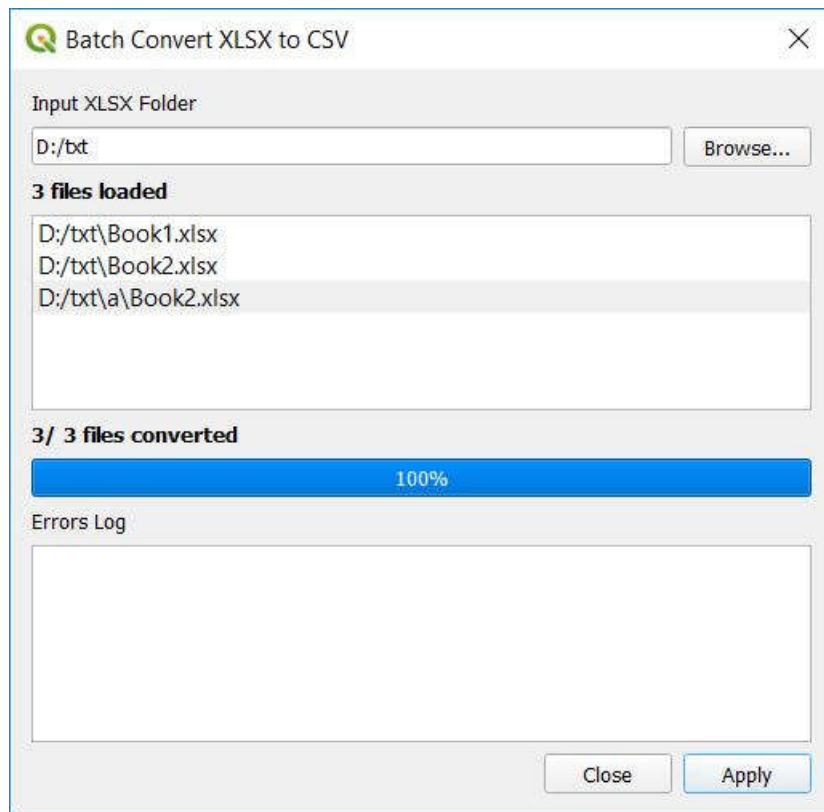 Batch Convert XLSX to CSV
Input XLSX Folder
D:/txt
Browse...
3 files loaded
D:/txt\Book1.xlsx
D:/txt\Book2.xlsx
D:/txt\a\Book2.xlsx
3/ 3 files converted
100%
Errors Log
Close
Apply